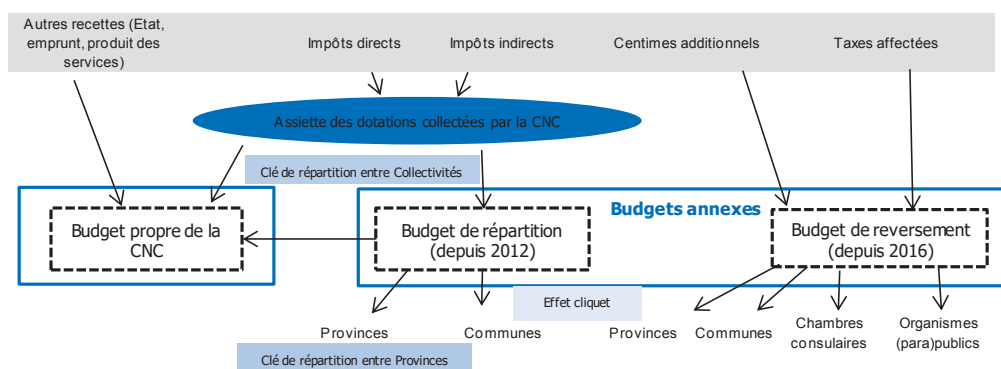 Autres recettes (Etat,
emprunt, produit des
services)
Impôts directs
Impôts indirects
Centimes additionnels
Taxes affectées
Assiette des dotations collectées par la CNC
Clé de répartition entre Collectivités
Budgets annexes
Budget propre de la
CNC
Budget de répartition
(depuis 2012)
Budget de reversement
(depuis 2016)
Effet cliquet
Provinces
Communes
Provinces
Communes
Chambres
consulaires
Organismes
(para)publics
Clé de répartition entre Provinces